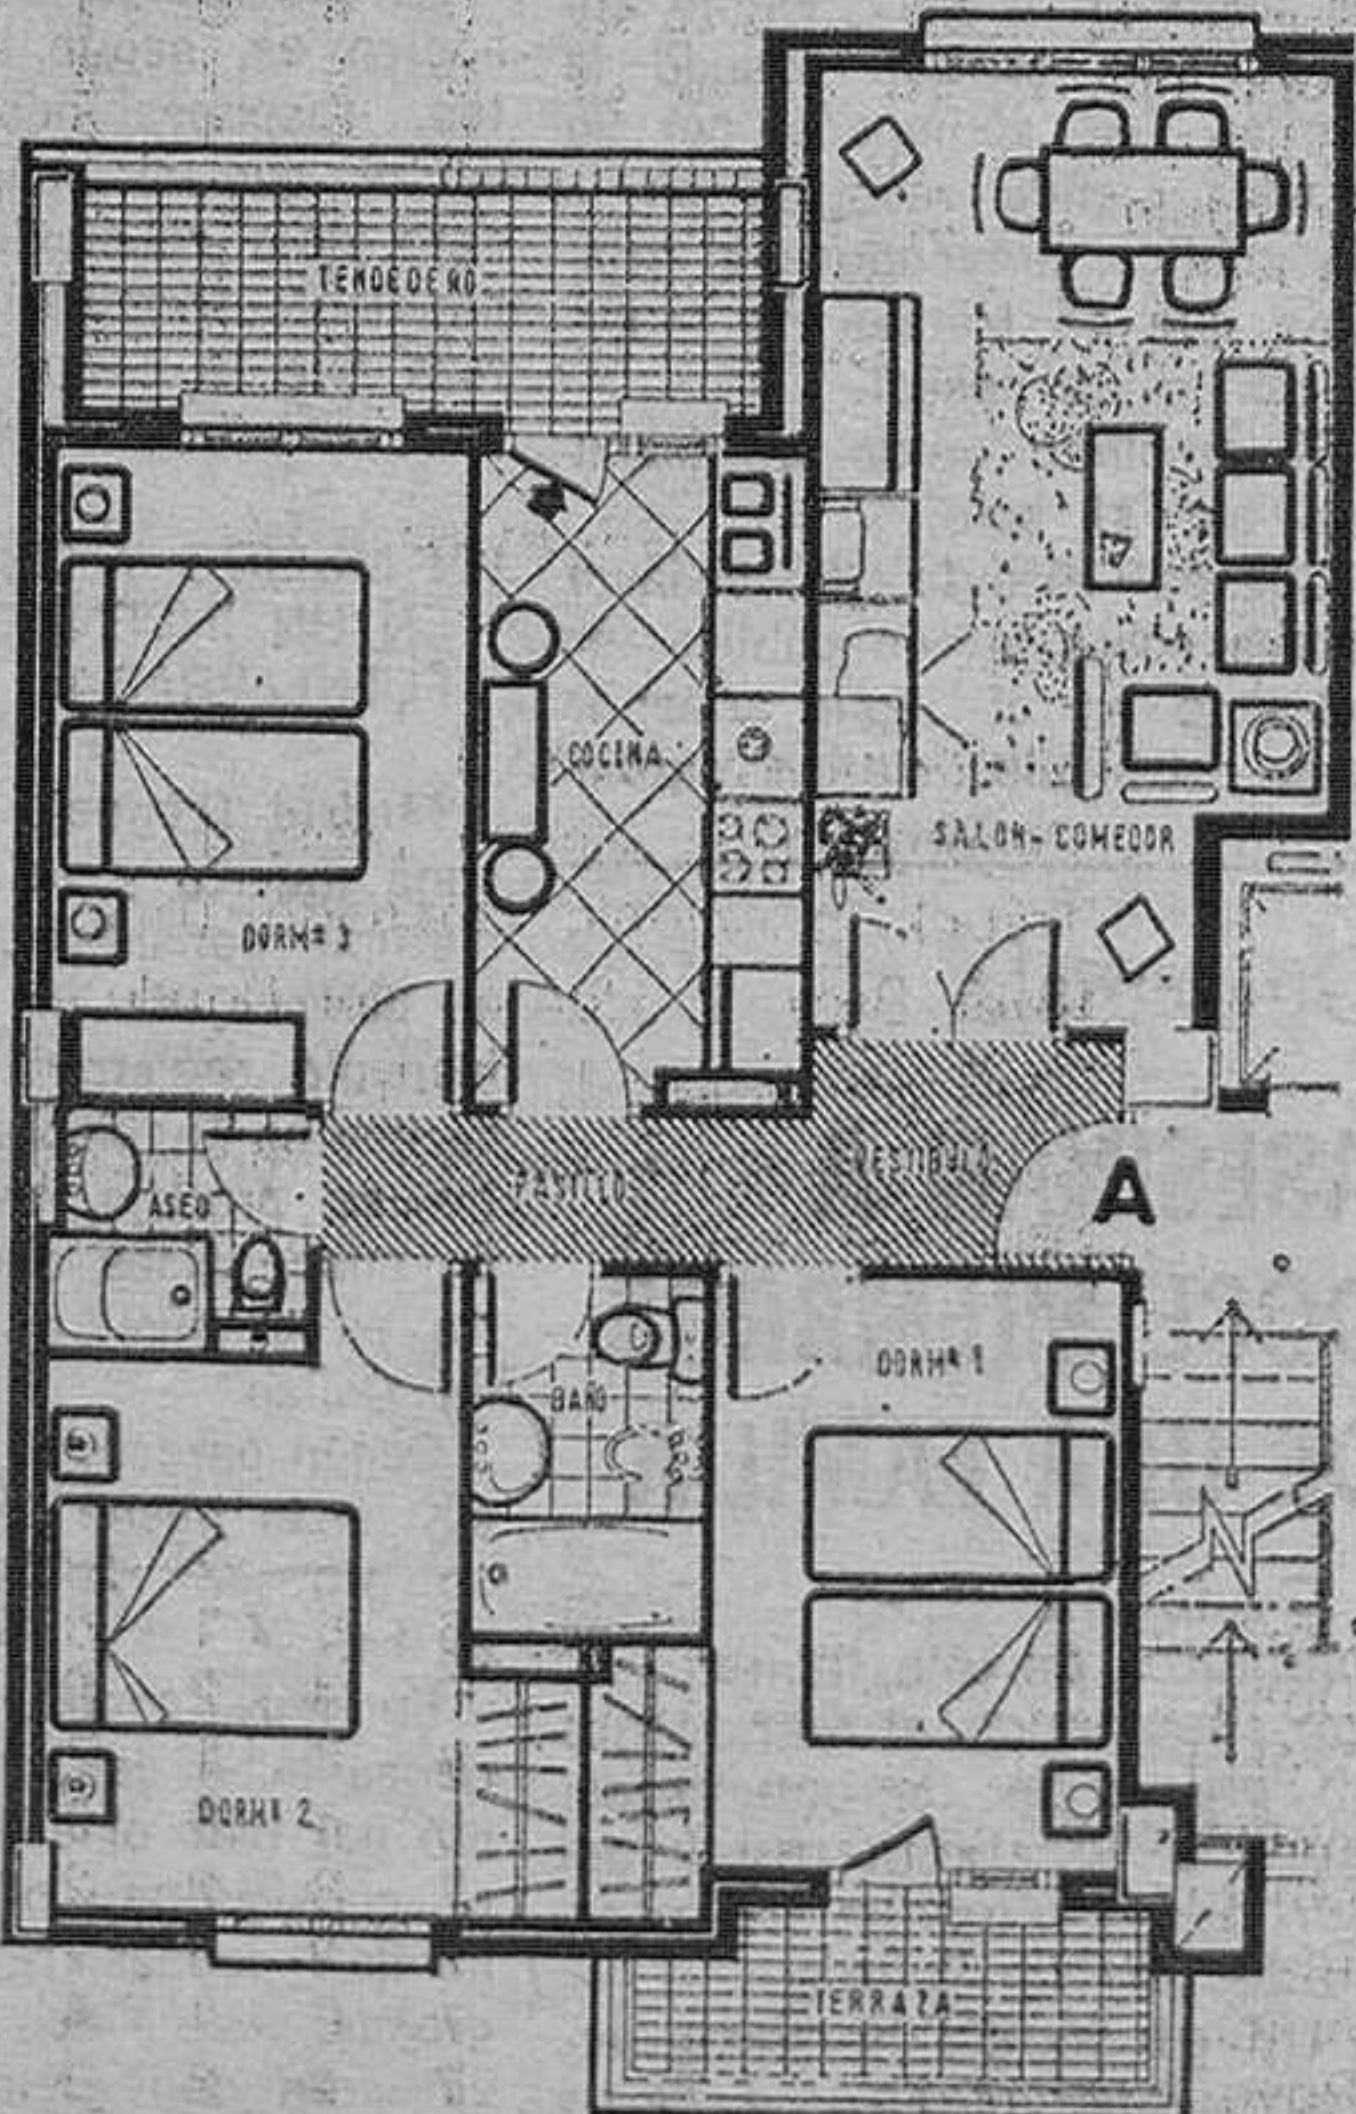 TENDEDERO
COCINA
SALON-COMEDOR
DORMº 3
VESTIBULO
PASILLO
A
ASEO
DORMº 1
BAÑO
DORMº 2
TERRAZA